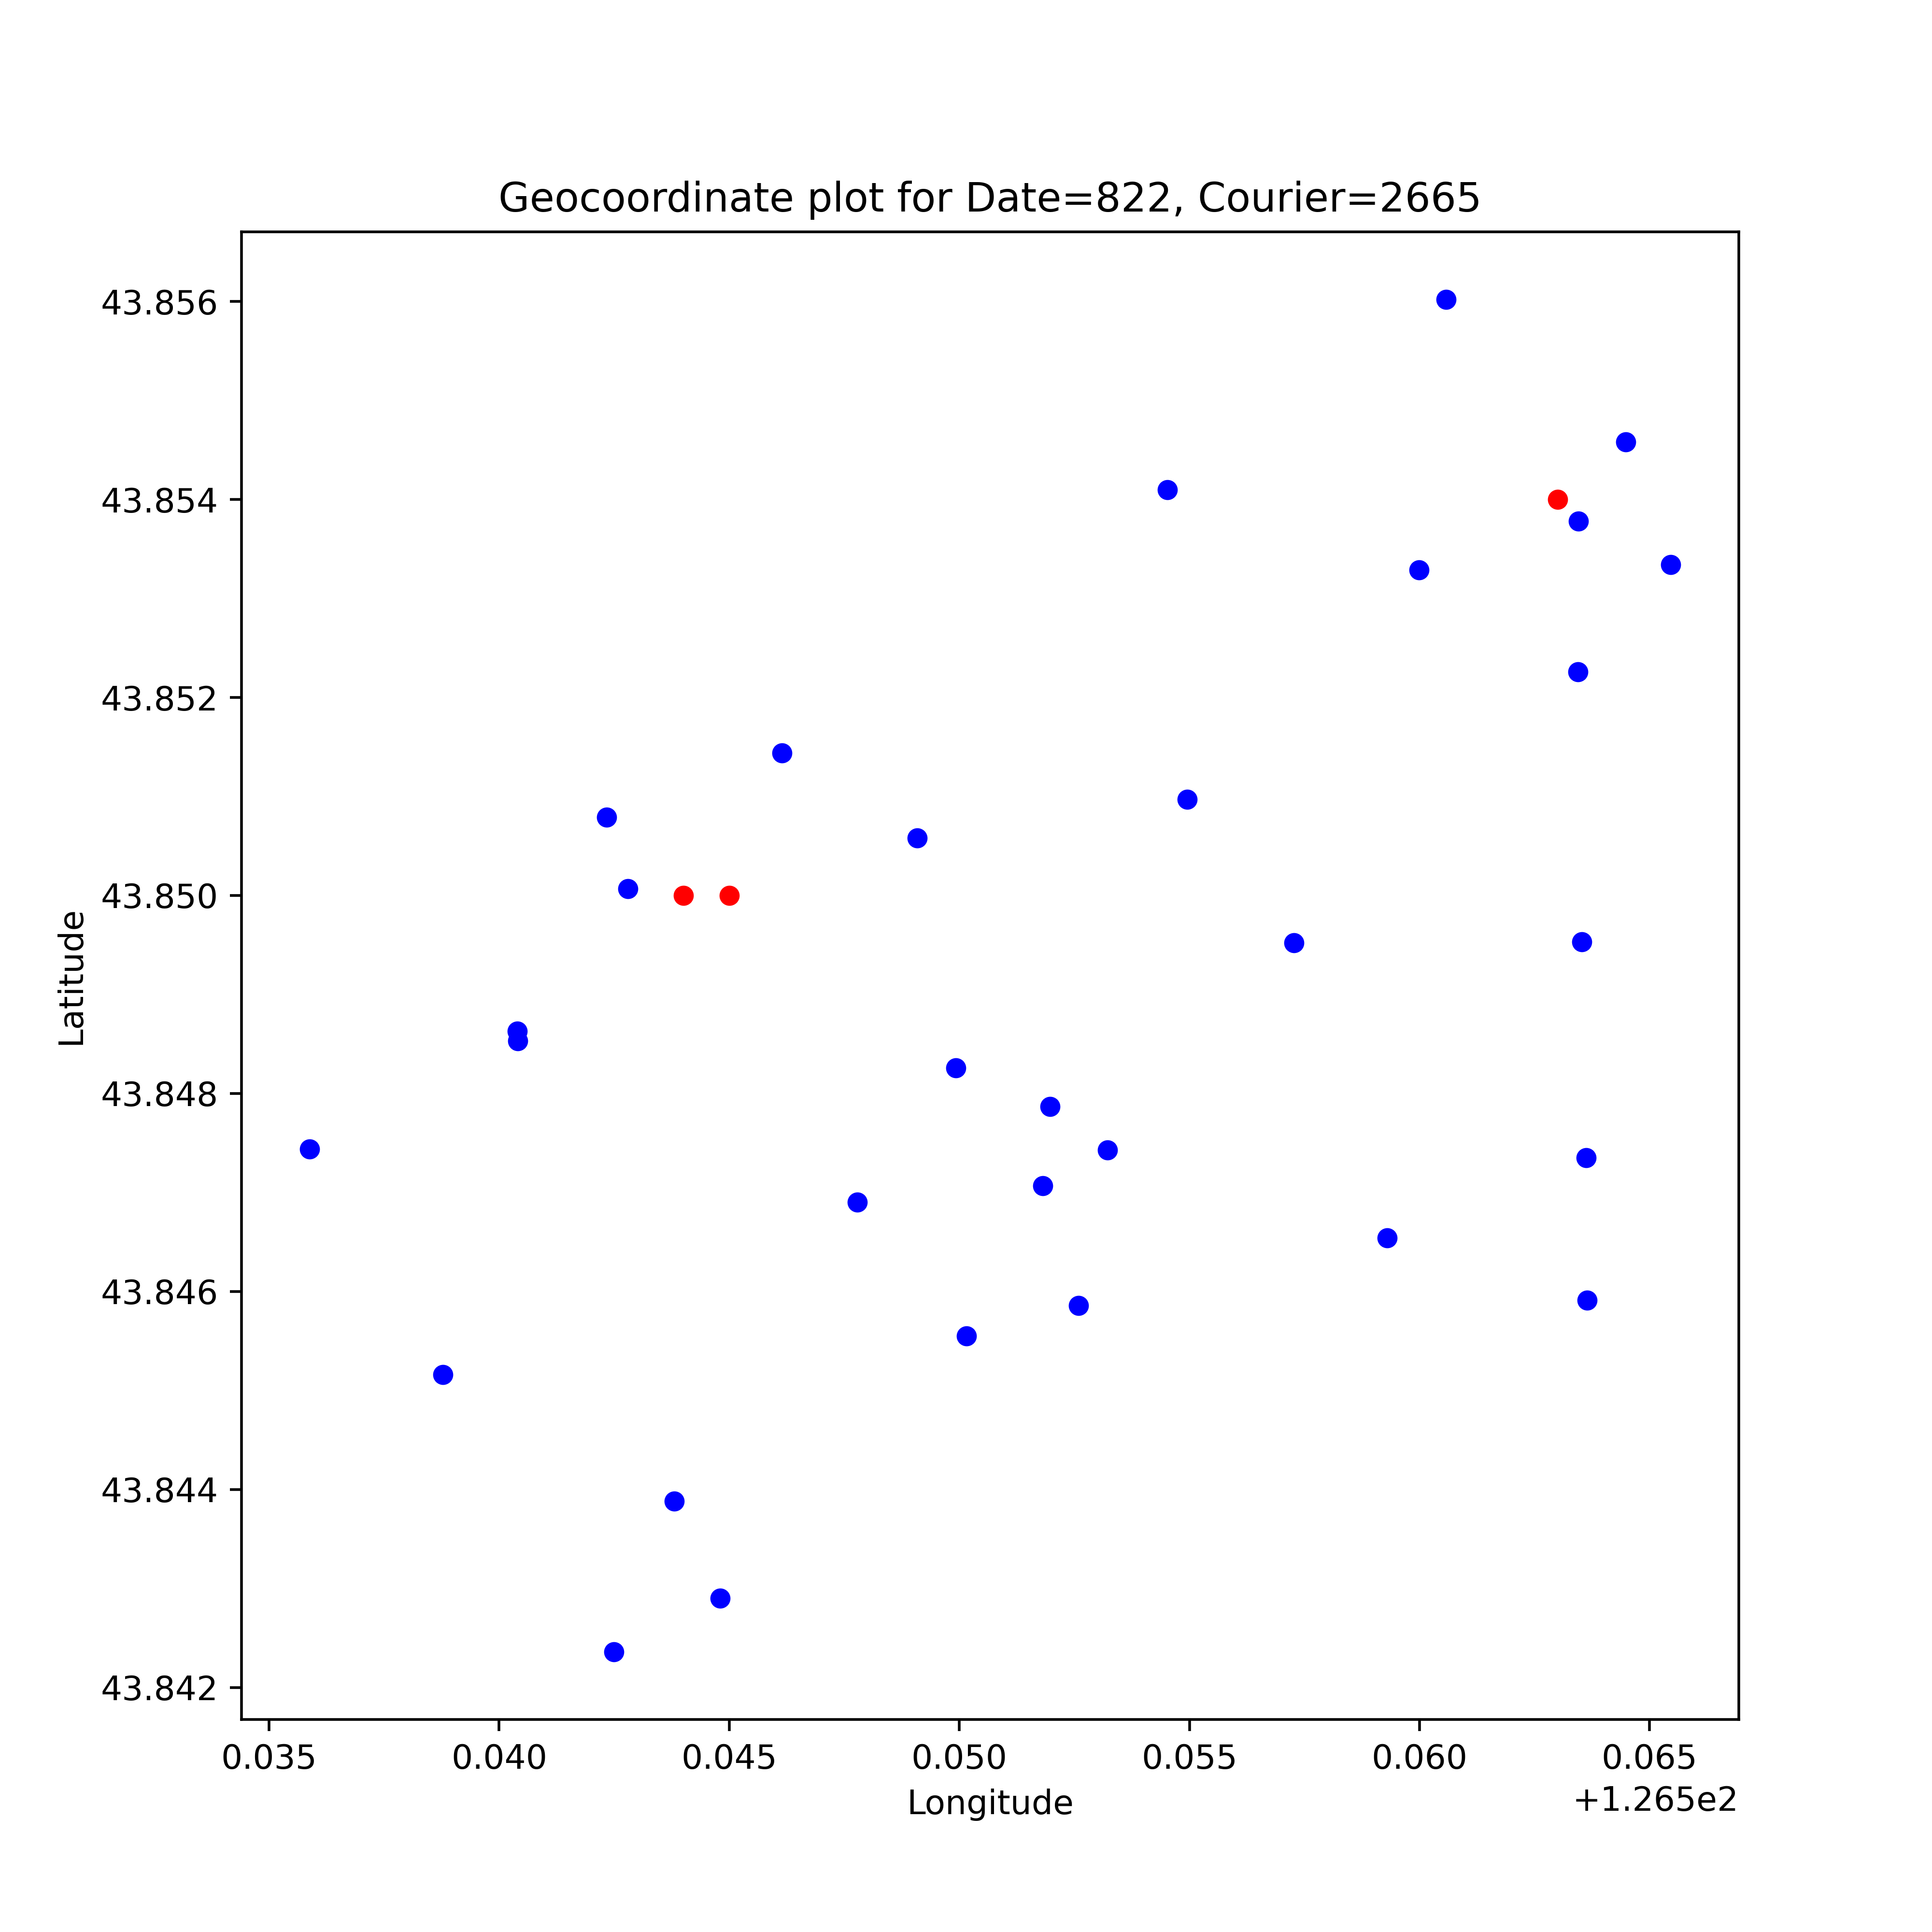 Geocoordinate plot for Date=822, Courier=2665
43.856
43.854
43.852
43.850
43.848
43.846
43.844
43.842
Latitude
0.035 0.040 0.045 0.050 0.055 0.060 0.065
Longitude
+1.265e2